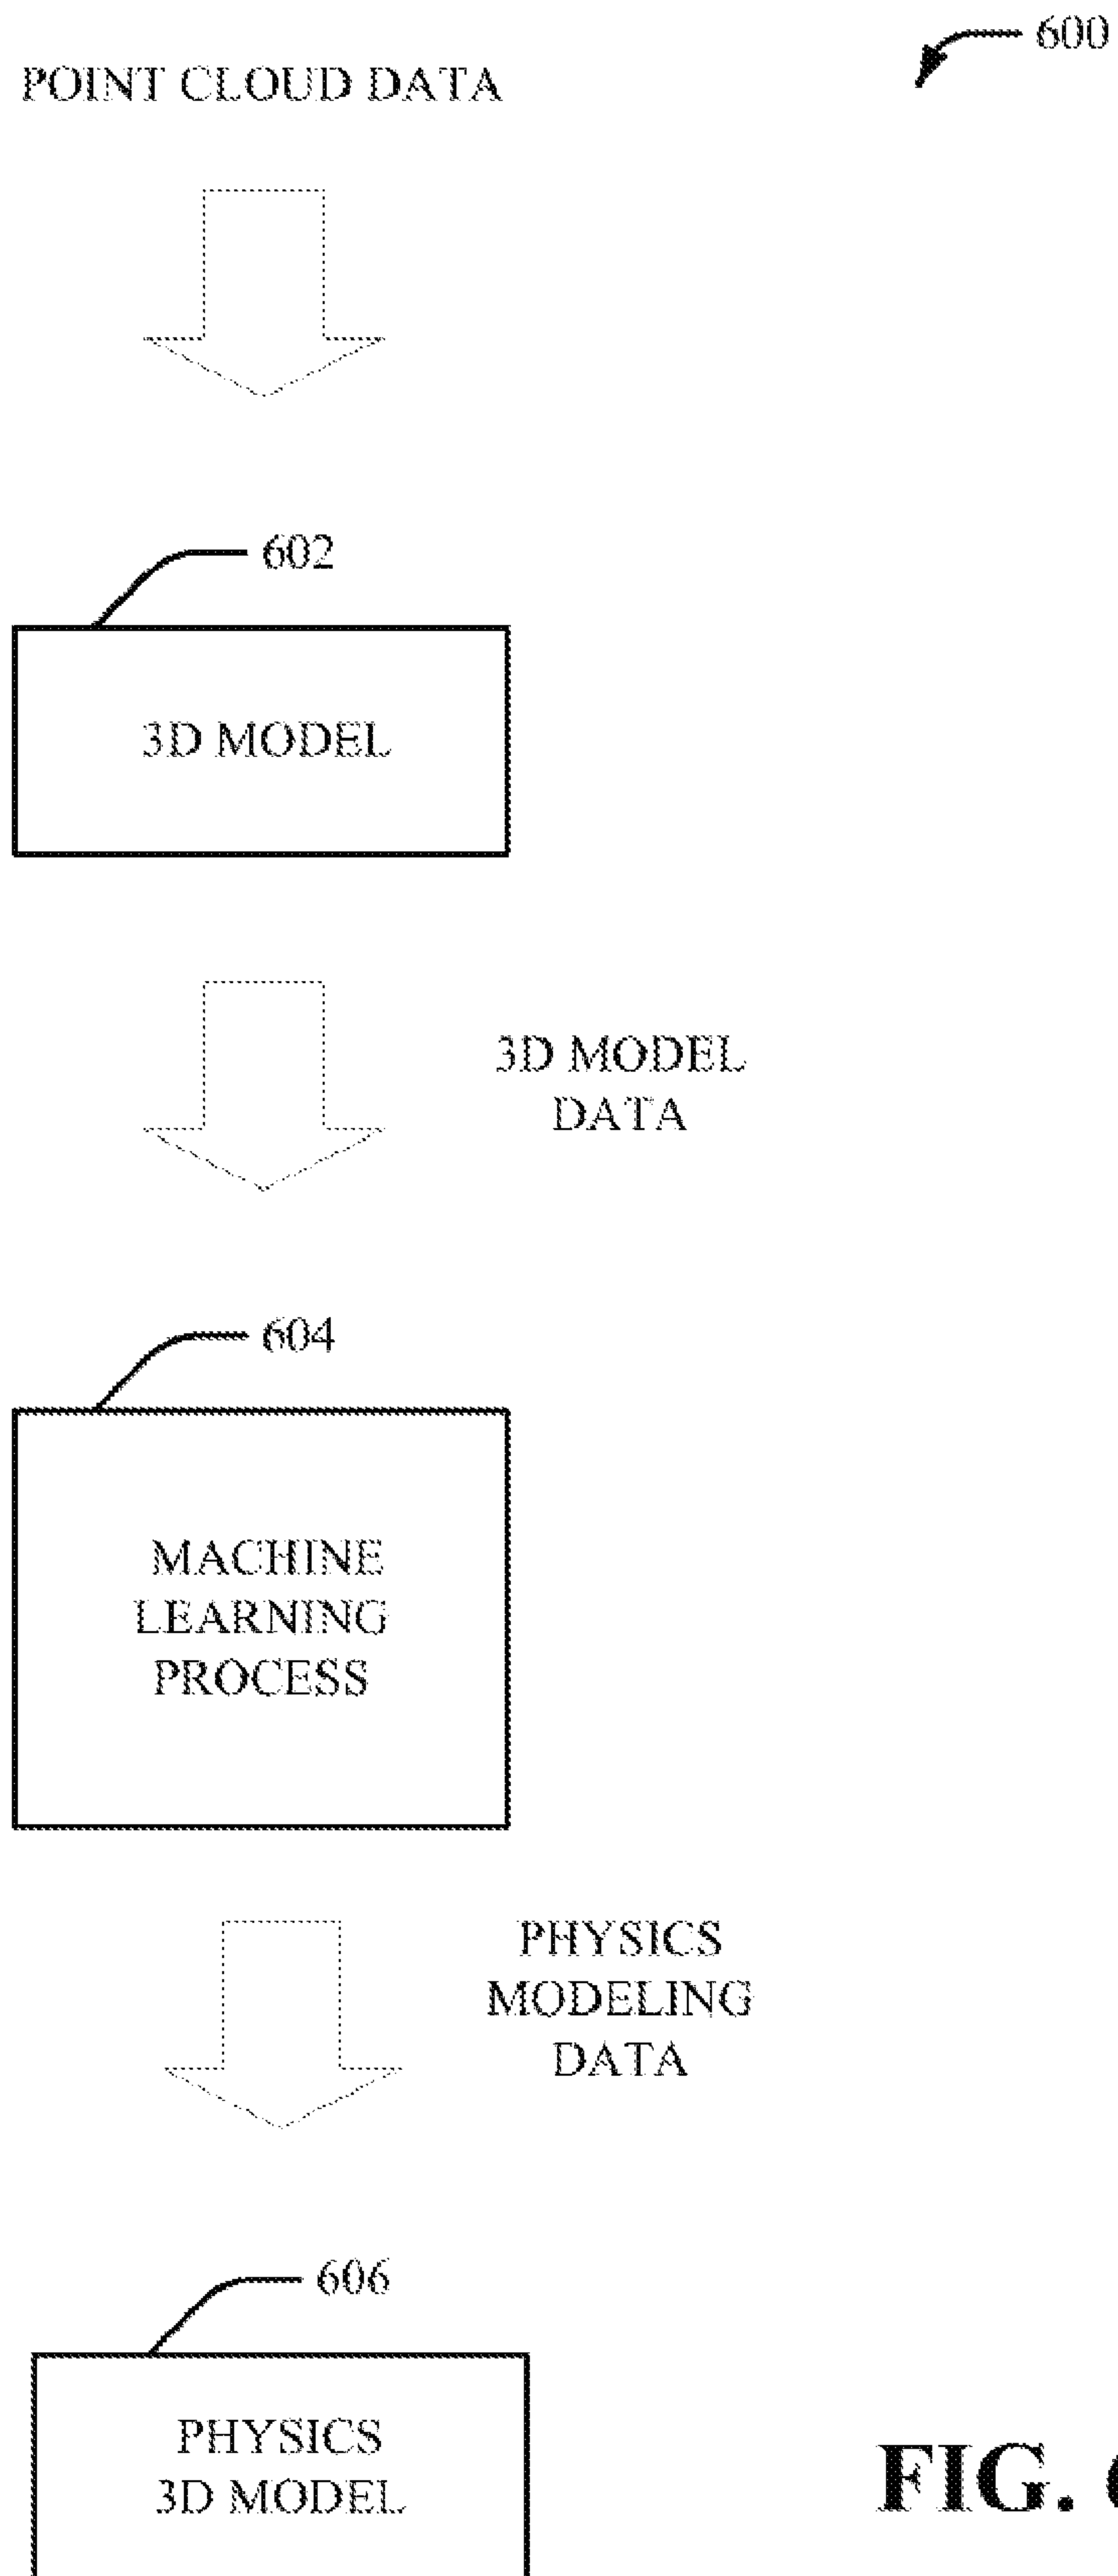 600
POINT CLOUD DATA
602
3D MODEL
3D MODEL
DATA
604
MACHINE
LEARNING
PROCESS
PHYSICS
MODELING
DATA
606
PHYSICS
3D MODEL
FIG.